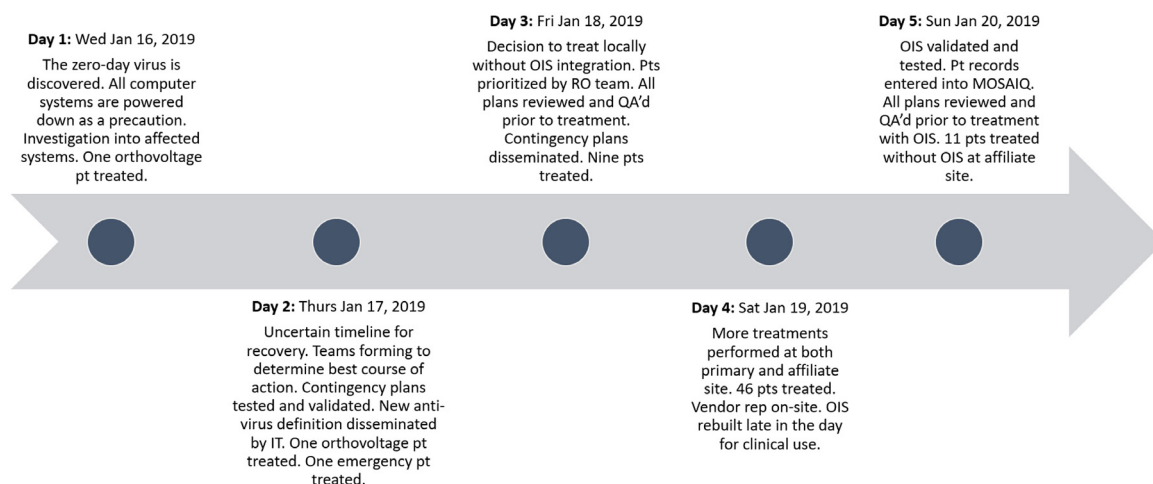 Day 1: Wed Jan 16, 2019
The zero-day virus is
discovered. All computer
systems are powered
down as a precaution.
Investigation into affected
systems. One orthovoltage
pt treated.
Day 2: Thurs Jan 17, 2019
Uncertain timeline for
recovery. Teams forming to
determine best course of
action. Contingency plans
tested and validated. New anti-
virus definition disseminated
by IT. One orthovoltage pt
treated. One emergency pt
treated.
Day 3: Fri Jan 18, 2019
Decision to treat locally
without OIS integration. Pts
prioritized by RO team. All
plans reviewed and QA'd
prior to treatment.
Contingency plans
disseminated. Nine pts
treated.
Day 4: Sat Jan 19, 2019
More treatments
performed at both
primary and affiliate
site. 46 pts treated.
Vendor rep on-site. OIS
rebuilt late in the day
for clinical use.
Day 5: Sun Jan 20, 2019
OIS validated and
tested. Pt records
entered into MOSAIQ.
All plans reviewed and
QA'd prior to treatment
with OIS. 11 pts treated
without OIS at affiliate
site.